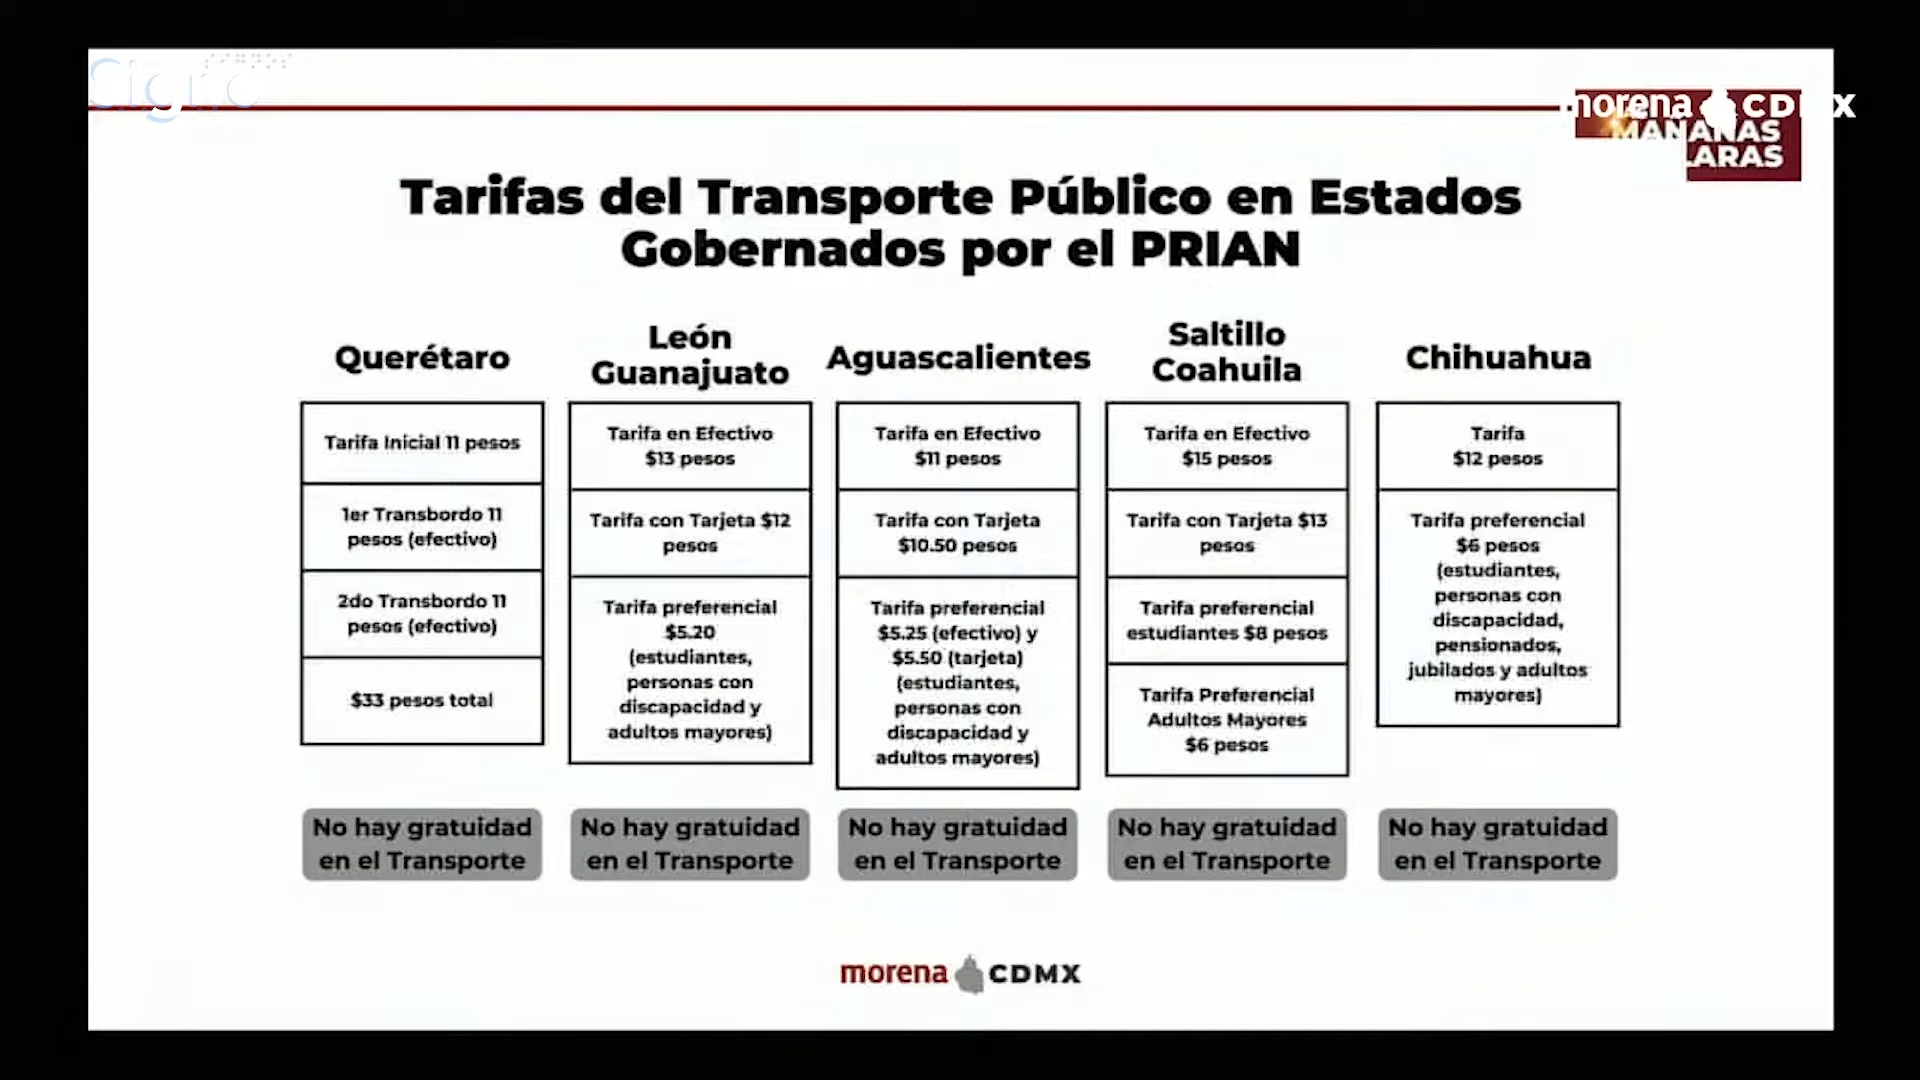 morena CDMX
MAÑANAS
LARAS
Tarifas del Transporte Público en Estados
Gobernados por el PRIAN
Querétaro
Tarifa Inicial 11 pesos
1er Transbordo 11
pesos (efectivo)
2do Transbordo 11
pesos (efectivo)
$33 pesos total
No hay gratuidad
en el Transporte
León
Guanajuato
Tarifa en Efectivo
$13 pesos
Tarifa con Tarjeta $12
pesos
Tarifa preferencial
$5.20
(estudiantes,
personas con
discapacidad y
adultos mayores)
No hay gratuidad
en el Transporte
Aguascalientes
Tarifa en Efectivo
$11 pesos
Tarifa con Tarjeta
$10.50 pesos
Tarifa preferencial
$5.25 (efectivo) y
$5.50 (tarjeta)
(estudiantes,
personas con
discapacidad y
adultos mayores)
No hay gratuidad
en el Transporte
Saltillo
Coahuila
Tarifa en Efectivo
$15 pesos
Tarifa con Tarjeta $13
pesos
Tarifa preferencial
estudiantes $8 pesos
Tarifa Preferencial
Adultos Mayores
$6 pesos
No hay gratuidad
en el Transporte
Chihuahua
Tarifa
$12 pesos
Tarifa preferencial
$6 pesos
(estudiantes,
personas con
discapacidad,
pensionados,
jubilados y adultos
mayores)
No hay gratuidad
en el Transporte
morena CDMX